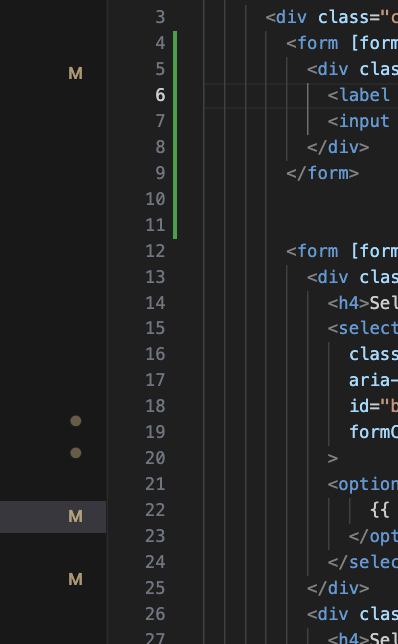 3 <div class="c
4 <form [form
M 5 <div clas
6 <label
7 <input
8 </div>
9 </form>
10
11
12 <form [form
13 <div clas
14 <h4>Sel
15 <select
16 class
17 aria-
18 id="b
19 formC
20 >
21 <option
M 22 {{
23 </opt
24 </selec
M 25 </div>
26 <div clas
27 <h4>Sel